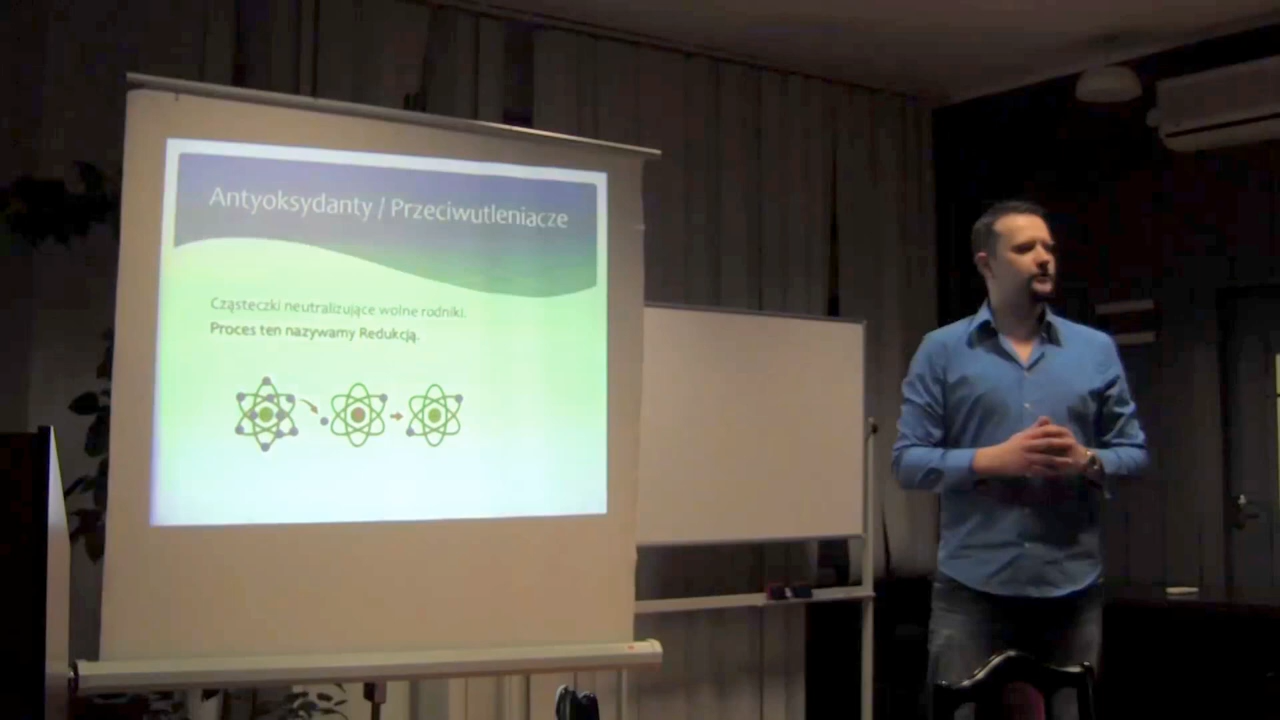 Antyoksydanty / Przeciwutleniacze
Cząsteczki neutralizujące wolne rodniki.
Proces ten nazywamy Redukcją.